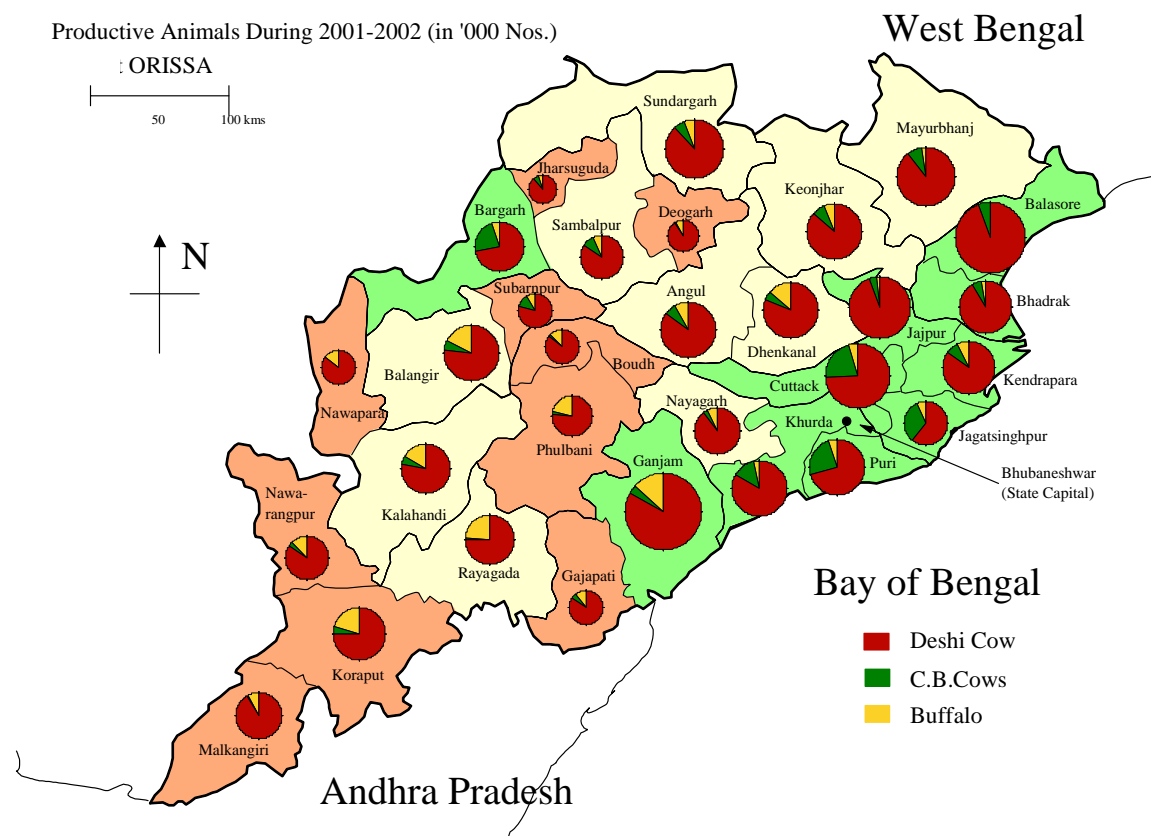 Productive Animals During 2001-2002 (in '000 Nos.)
ORISSA
50
100 kms
West Bengal
Sundargarh
Mayurbhanj
Jharsuguda
Keonjhar
Balasore
Bargarh
Deogarh
Sambalpur
N
Subarnpur
Angul
Bhadrak
Jajpur
Dhenkanal
Boudh
Balangir
Cuttack
Kendrapara
Nawapara
Nayagarh
Khurda
Jagatsinghpur
Phulbani
Ganjam
Puri
Bhubaneshwar
(State Capital)
Nawa-
rangpur
Kalahandi
Rayagada
Gajapati
Bay of Bengal
Deshi Cow
C.B.Cows
Buffalo
Koraput
Malkangiri
Andhra Pradesh